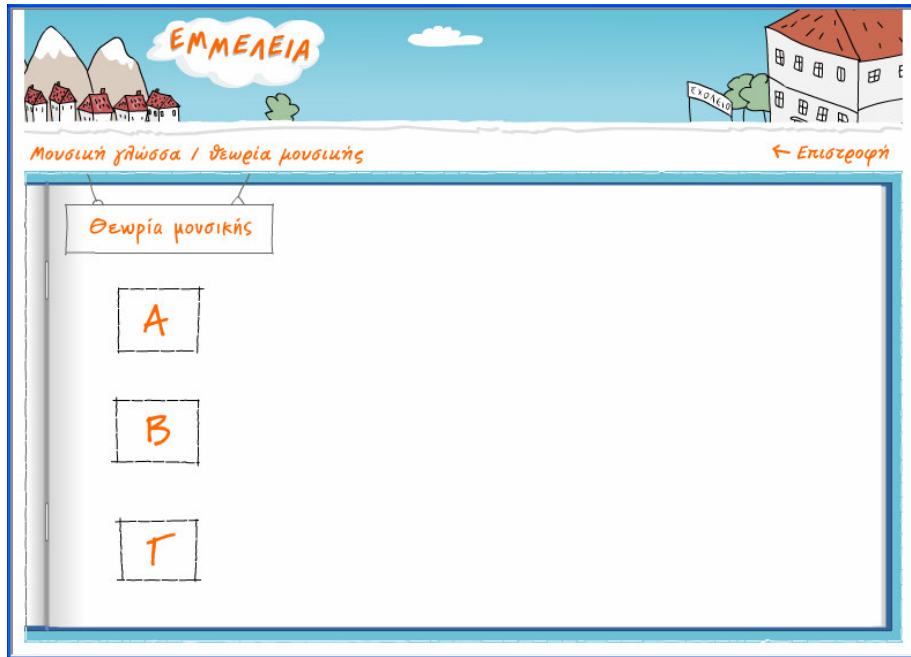 ΕΜΜΕΛΕΙΑ
ΣΧΟΛΕΙΟ
Μουσική γλώσσα / θεωρία μουσικής
← Επιστροφή
Θεωρία μουσικής
Α
Β
Γ